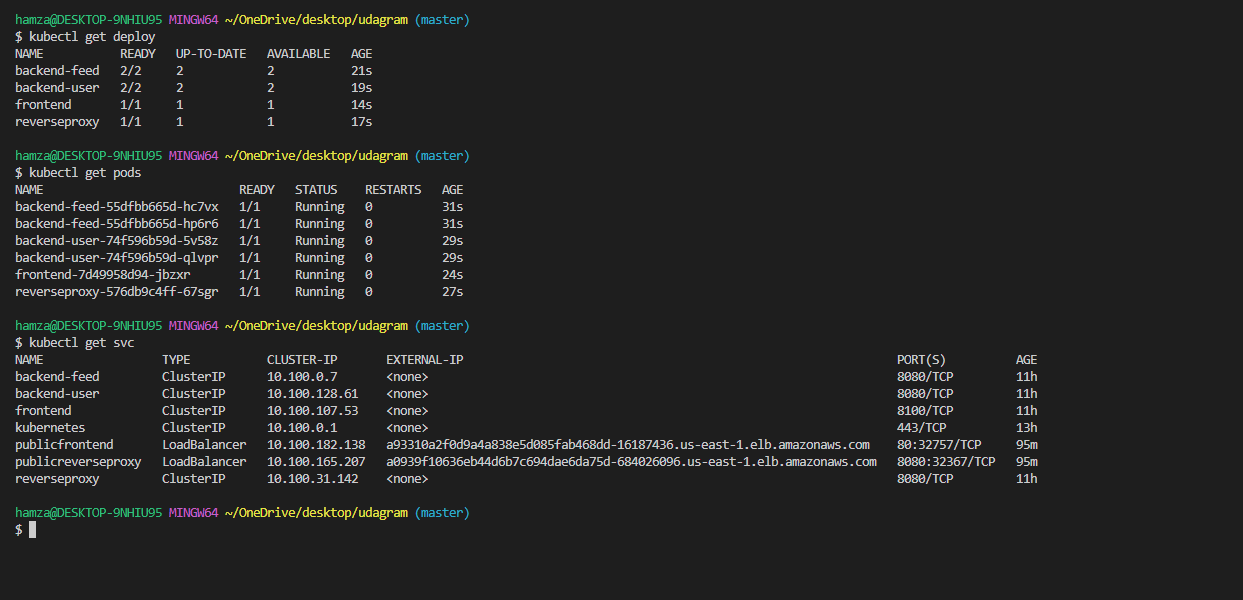 hamza@DESKTOP-9NHIU95 MINGW64 ~/OneDrive/desktop/udagram (master)
$ kubectl get deploy
NAME READY UP-TO-DATE AVAILABLE AGE
backend-feed 2/2 2 2 21s
backend-user 2/2 2 2 19s
frontend 1/1 1 1 14s
reverseproxy 1/1 1 1 17s
hamza@DESKTOP-9NHIU95 MINGW64 ~/OneDrive/desktop/udagram (master)
$ kubectl get pods
NAME READY STATUS RESTARTS AGE
backend-feed-55dfbb665d-hc7vx 1/1 Running 0 31s
backend-feed-55dfbb665d-hp6r6 1/1 Running 0 31s
backend-user-74f596b59d-5v58z 1/1 Running 0 29s
backend-user-74f596b59d-qlvpr 1/1 Running 0 29s
frontend-7d49958d94-jbzxr 1/1 Running 0 24s
reverseproxy-576db9c4ff-67sgr 1/1 Running 0 27s
hamza@DESKTOP-9NHIU95 MINGW64 ~/OneDrive/desktop/udagram (master)
$ kubectl get svc
NAME TYPE CLUSTER-IP EXTERNAL-IP PORT(S) AGE
backend-feed ClusterIP 10.100.0.7 <none> 8080/TCP 11h
backend-user ClusterIP 10.100.128.61 <none> 8080/TCP 11h
frontend ClusterIP 10.100.107.53 <none> 8100/TCP 11h
kubernetes ClusterIP 10.100.0.1 <none> 443/TCP 13h
publicfrontend LoadBalancer 10.100.182.138 a93310a2f0d9a4a838e5d085fab468dd-16187436.us-east-1.elb.amazonaws.com 80:32757/TCP 95m
publicreverseproxy LoadBalancer 10.100.165.207 a0939f10636eb44d6b7c694dae6da75d-684026096.us-east-1.elb.amazonaws.com 8080:32367/TCP 95m
reverseproxy ClusterIP 10.100.31.142 <none> 8080/TCP 11h
hamza@DESKTOP-9NHIU95 MINGW64 ~/OneDrive/desktop/udagram (master)
$